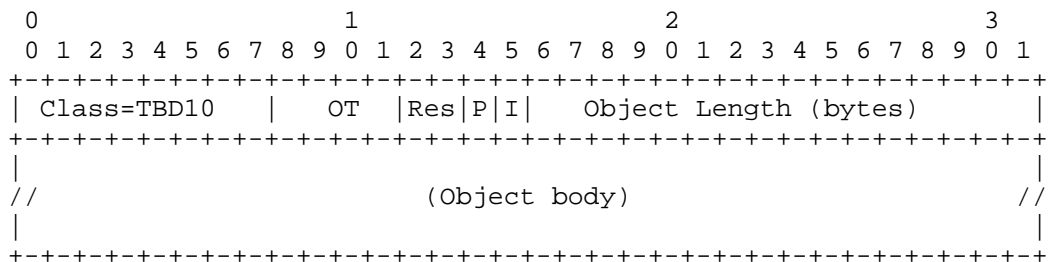 0                   1                   2                   3
 0 1 2 3 4 5 6 7 8 9 0 1 2 3 4 5 6 7 8 9 0 1 2 3 4 5 6 7 8 9 0 1
+-+-+-+-+-+-+-+-+-+-+-+-+-+-+-+-+-+-+-+-+-+-+-+-+-+-+-+-+-+-+-+-+
| Class=TBD10   |   OT  |Res|P|I|   Object Length (bytes)       |
+-+-+-+-+-+-+-+-+-+-+-+-+-+-+-+-+-+-+-+-+-+-+-+-+-+-+-+-+-+-+-+-+
|                                                               |
//                        (Object body)                        //
|                                                               |
+-+-+-+-+-+-+-+-+-+-+-+-+-+-+-+-+-+-+-+-+-+-+-+-+-+-+-+-+-+-+-+-+